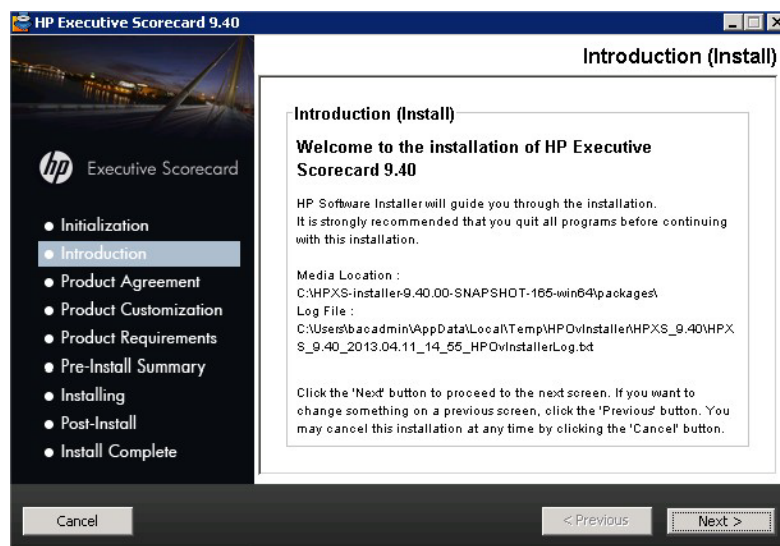 HP Executive Scorecard 9.40
Introduction (Install)
hp Executive Scorecard
Initialization
Introduction
Product Agreement
Product Customization
Product Requirements
Pre-Install Summary
Installing
Post-Install
Install Complete
Introduction (Install)
Welcome to the installation of HP Executive
Scorecard 9.40
HP Software Installer will guide you through the installation.
It is strongly recommended that you quit all programs before continuing
with this installation.
Media Location :
C:\HPXS-installer-9.40.00-SNAPSHOT-165-win64\packages\
Log File :
C:\Users\bacadmin\AppData\Local\Temp\HPOvInstaller\HPXS_9.40\HPX
S_9.40_2013.04.11_14_55_HPOvInstallerLog.txt
Click the 'Next' button to proceed to the next screen. If you want to
change something on a previous screen, click the 'Previous' button. You
may cancel this installation at any time by clicking the 'Cancel' button.
Cancel
< Previous
Next >